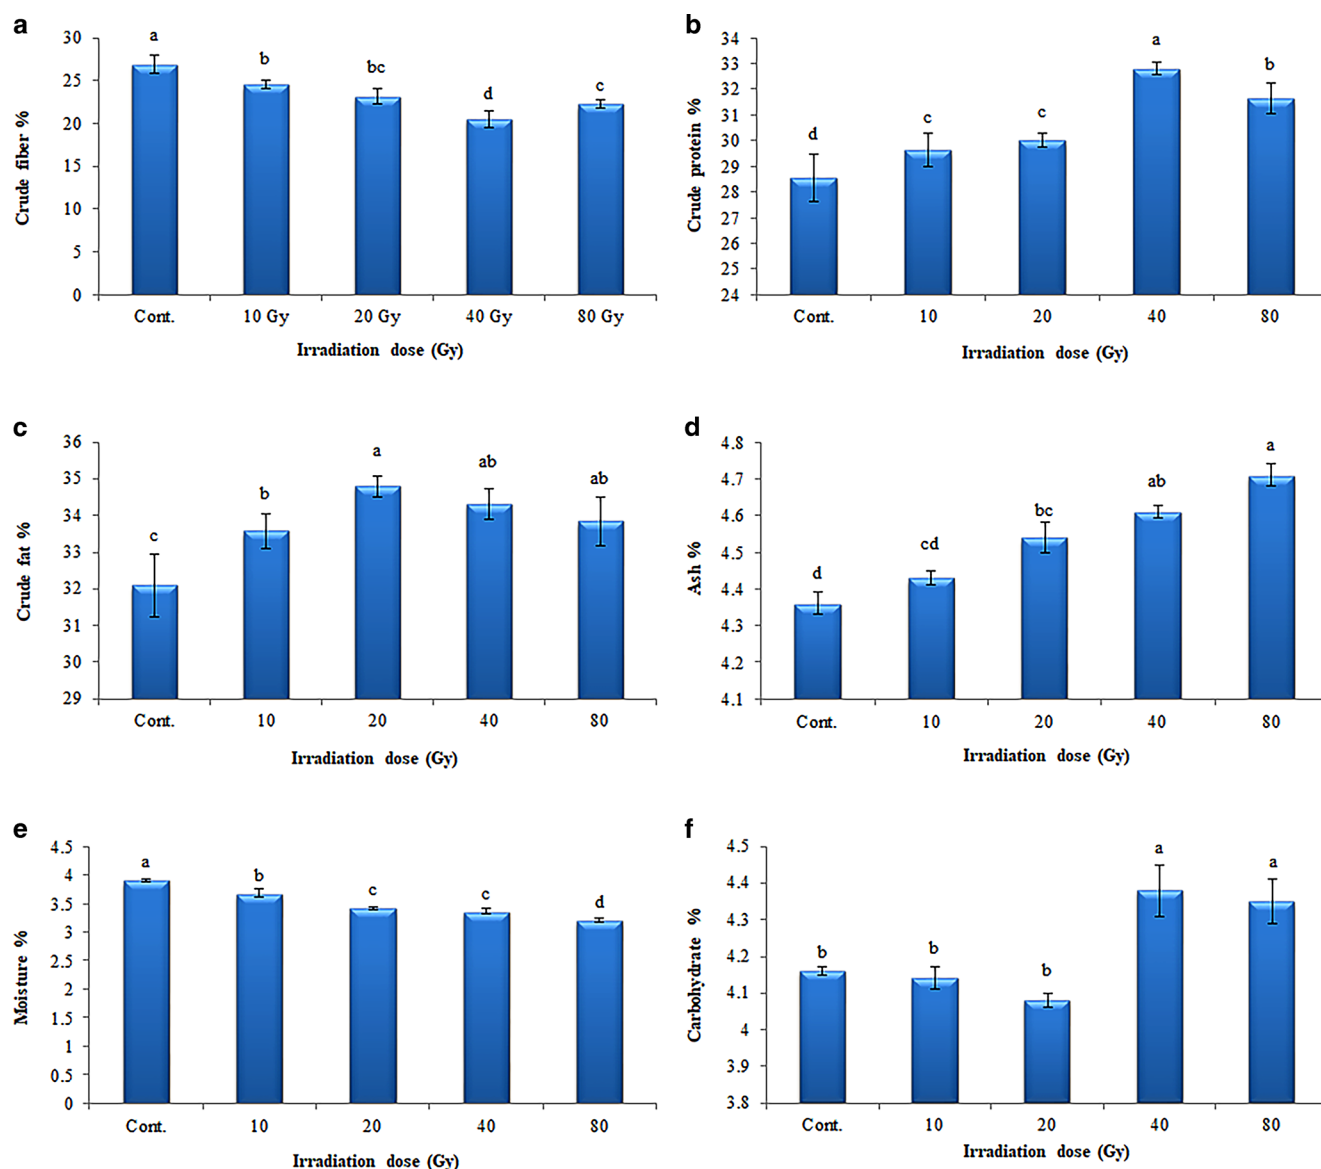 a
Crude fiber %
30
25
20
15
10
5
0
a
b
bc
d
c
Cont. 10 Gy 20 Gy 40 Gy 80 Gy
Irradiation dose (Gy)
b
Crude protein %
34
33
32
31
30
29
28
27
26
25
24
d
c
c
a
b
Cont. 10 20 40 80
Irradiation dose (Gy)
c
Crude fat %
36
35
34
33
32
31
30
29
c
b
a
ab
ab
Cont. 10 20 40 80
Irradiation dose (Gy)
d
Ash %
4.8
4.7
4.6
4.5
4.4
4.3
4.2
4.1
d
cd
bc
ab
a
Cont. 10 20 40 80
Irradiation dose (Gy)
e
Moisture %
4.5
4
3.5
3
2.5
2
1.5
1
0.5
0
a
b
c
c
d
Cont. 10 20 40 80
Irradiation dose (Gy)
f
Carbohydrate %
4.5
4.4
4.3
4.2
4.1
4
3.9
3.8
b
b
b
a
a
Cont. 10 20 40 80
Irradiation dose (Gy)